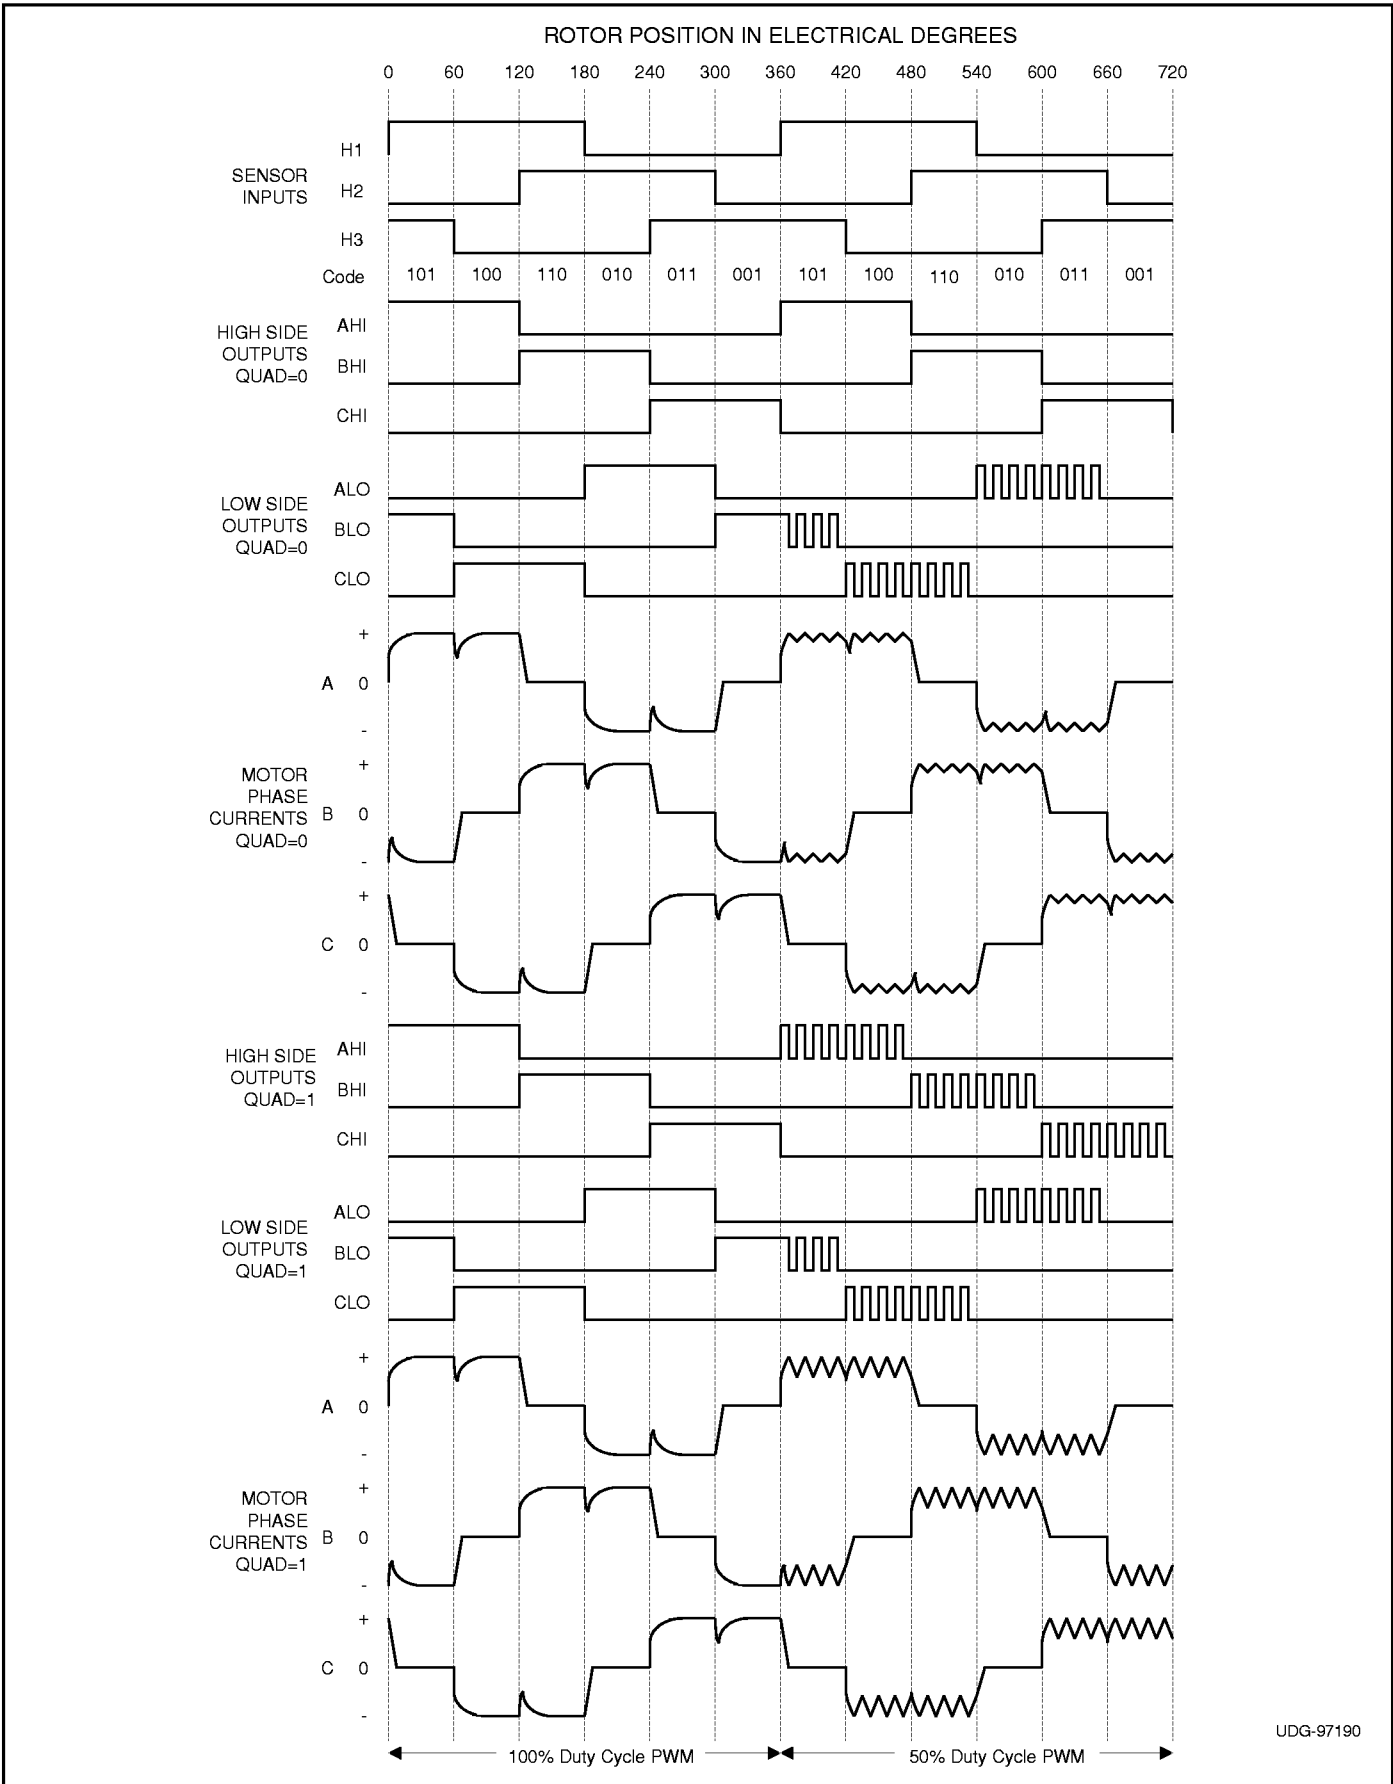 ROTOR POSITION IN ELECTRICAL DEGREES
0 60 120 180 240 300 360 420 480 540 600 660 720
H1
SENSOR
INPUTS
H2
H3
Code 101 100 110 010 011 001 101 100 110 010 011 001
HIGH SIDE
OUTPUTS
QUAD=0
AHI
BHI
CHI
LOW SIDE
OUTPUTS
QUAD=0
ALO
BLO
CLO
+
A 0
-
MOTOR
PHASE
CURRENTS
QUAD=0
+
B 0
-
+
C 0
-
HIGH SIDE
OUTPUTS
QUAD=1
AHI
BHI
CHI
LOW SIDE
OUTPUTS
QUAD=1
ALO
BLO
CLO
+
A 0
-
MOTOR
PHASE
CURRENTS
QUAD=1
+
B 0
-
+
C 0
-
UDG-97190
100% Duty Cycle PWM 50% Duty Cycle PWM